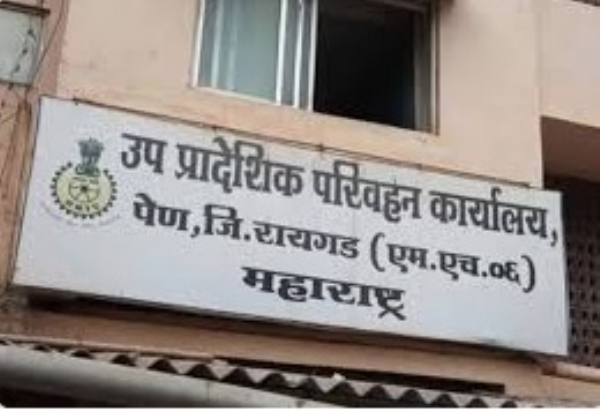 उप प्रादेशिक परिवहन कार्यालय,
पेण,जि.रायगड (एम.एच.०६)
महाराष्ट्र